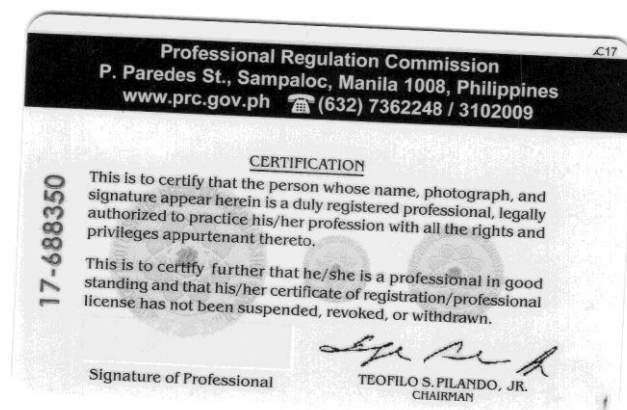 C17
Professional Regulation Commission
P. Paredes St., Sampaloc, Manila 1008, Philippines
www.prc.gov.ph ☎ (632) 7362248 / 3102009
CERTIFICATION
This is to certify that the person whose name, photograph, and
signature appear herein is a duly registered professional, legally
authorized to practice his/her profession with all the rights and
privileges appurtenant thereto.
This is to certify further that he/she is a professional in good
standing and that his/her certificate of registration/professional
license has not been suspended, revoked, or withdrawn.
17-688350
Signature of Professional
TEOFILO S. PILANDO, JR.
CHAIRMAN